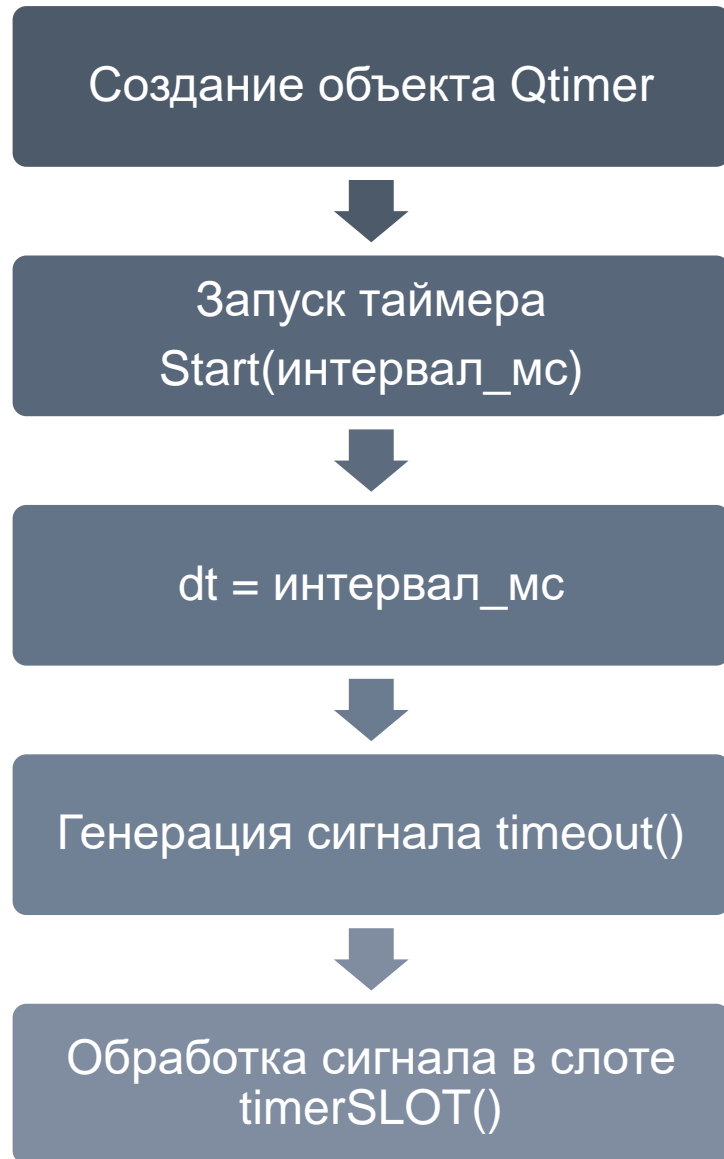 Создание объекта Qtimer
Запуск таймера
Start(интервал_мс)
dt = интервал_мс
Генерация сигнала timeout()
Обработка сигнала в слоте
timerSLOT()